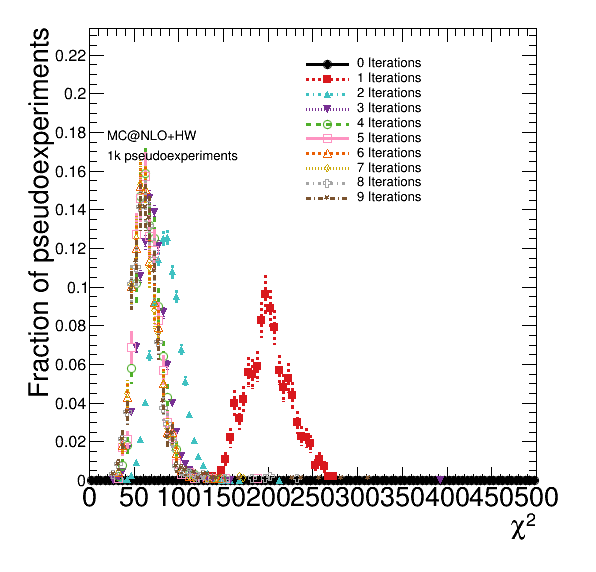 Fraction of pseudoexperiments
0.22
0.2
0.18
0.16
0.14
0.12
0.1
0.08
0.06
0.04
0.02
0
MC@NLO+HW
1k pseudoexperiments
0 Iterations
1 Iterations
2 Iterations
3 Iterations
4 Iterations
5 Iterations
6 Iterations
7 Iterations
8 Iterations
9 Iterations
0 50 100 150 200 250 300 350 400 450 500
χ²